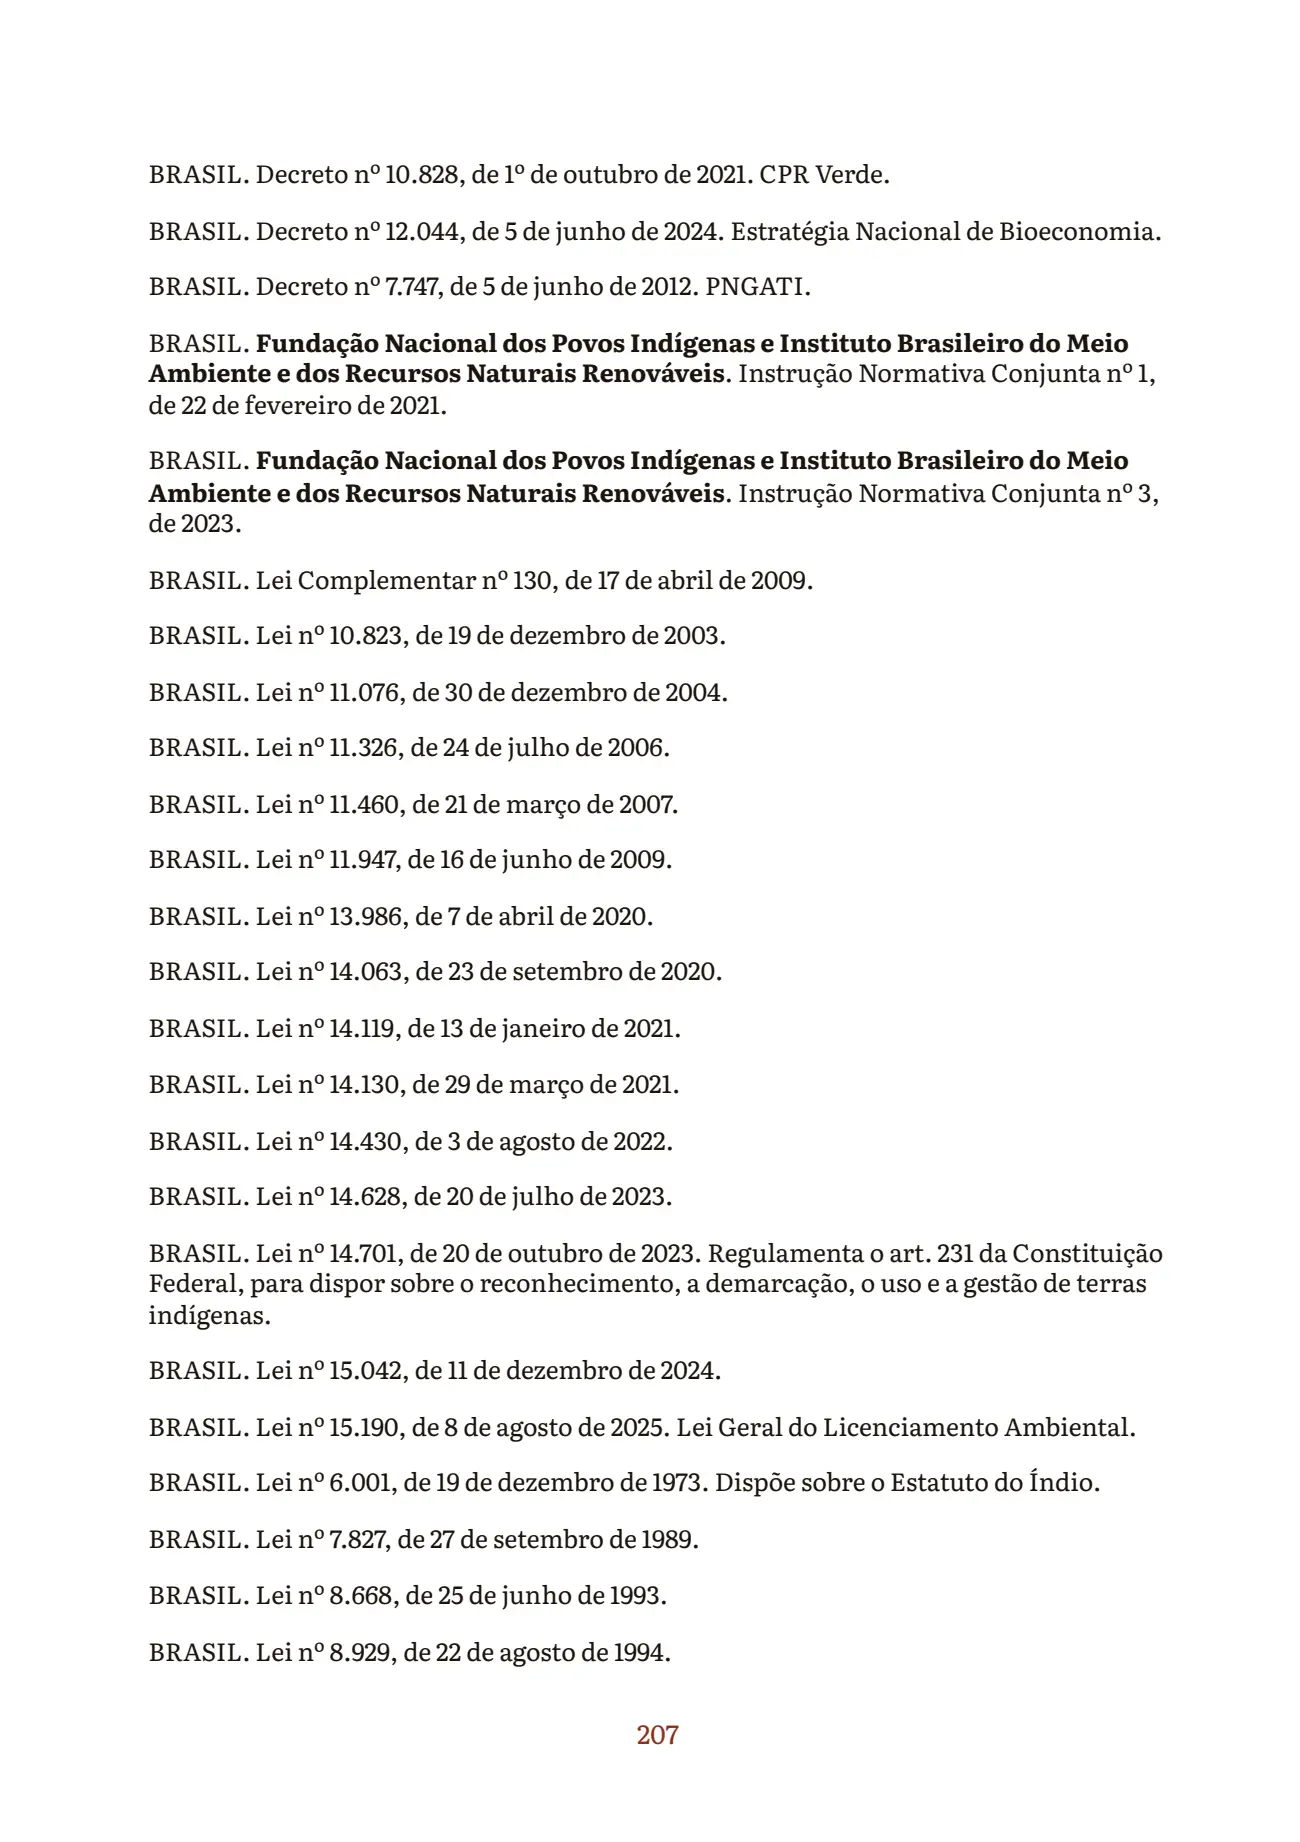 BRASIL. Decreto nº 10.828, de 1º de outubro de 2021. CPR Verde.
BRASIL. Decreto nº 12.044, de 5 de junho de 2024. Estratégia Nacional de Bioeconomia.
BRASIL. Decreto nº 7.747, de 5 de junho de 2012. PNGATI.
BRASIL. Fundação Nacional dos Povos Indígenas e Instituto Brasileiro do Meio
Ambiente e dos Recursos Naturais Renováveis. Instrução Normativa Conjunta nº 1,
de 22 de fevereiro de 2021.
BRASIL. Fundação Nacional dos Povos Indígenas e Instituto Brasileiro do Meio
Ambiente e dos Recursos Naturais Renováveis. Instrução Normativa Conjunta nº 3,
de 2023.
BRASIL. Lei Complementar nº 130, de 17 de abril de 2009.
BRASIL. Lei nº 10.823, de 19 de dezembro de 2003.
BRASIL. Lei nº 11.076, de 30 de dezembro de 2004.
BRASIL. Lei nº 11.326, de 24 de julho de 2006.
BRASIL. Lei nº 11.460, de 21 de março de 2007.
BRASIL. Lei nº 11.947, de 16 de junho de 2009.
BRASIL. Lei nº 13.986, de 7 de abril de 2020.
BRASIL. Lei nº 14.063, de 23 de setembro de 2020.
BRASIL. Lei nº 14.119, de 13 de janeiro de 2021.
BRASIL. Lei nº 14.130, de 29 de março de 2021.
BRASIL. Lei nº 14.430, de 3 de agosto de 2022.
BRASIL. Lei nº 14.628, de 20 de julho de 2023.
BRASIL. Lei nº 14.701, de 20 de outubro de 2023. Regulamenta o art. 231 da Constituição
Federal, para dispor sobre o reconhecimento, a demarcação, o uso e a gestão de terras
indígenas.
BRASIL. Lei nº 15.042, de 11 de dezembro de 2024.
BRASIL. Lei nº 15.190, de 8 de agosto de 2025. Lei Geral do Licenciamento Ambiental.
BRASIL. Lei nº 6.001, de 19 de dezembro de 1973. Dispõe sobre o Estatuto do Índio.
BRASIL. Lei nº 7.827, de 27 de setembro de 1989.
BRASIL. Lei nº 8.668, de 25 de junho de 1993.
BRASIL. Lei nº 8.929, de 22 de agosto de 1994.
207